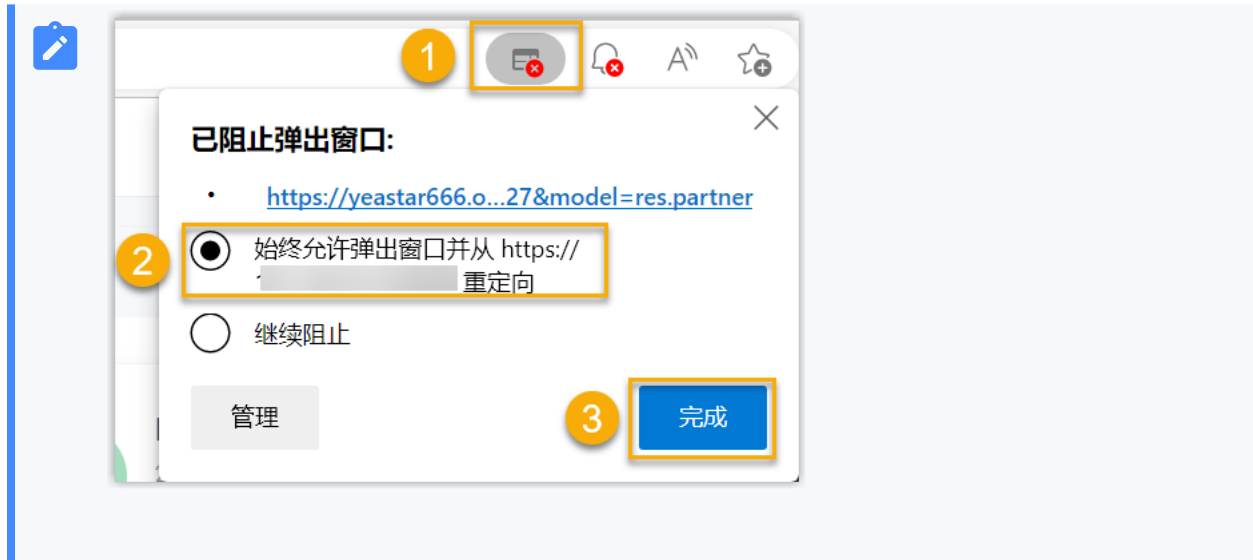 1
已阻止弹出窗口:
• https://yeastar666.o...27&model=res.partner
2
始终允许弹出窗口并从 https://
重定向
继续阻止
管理
3
完成